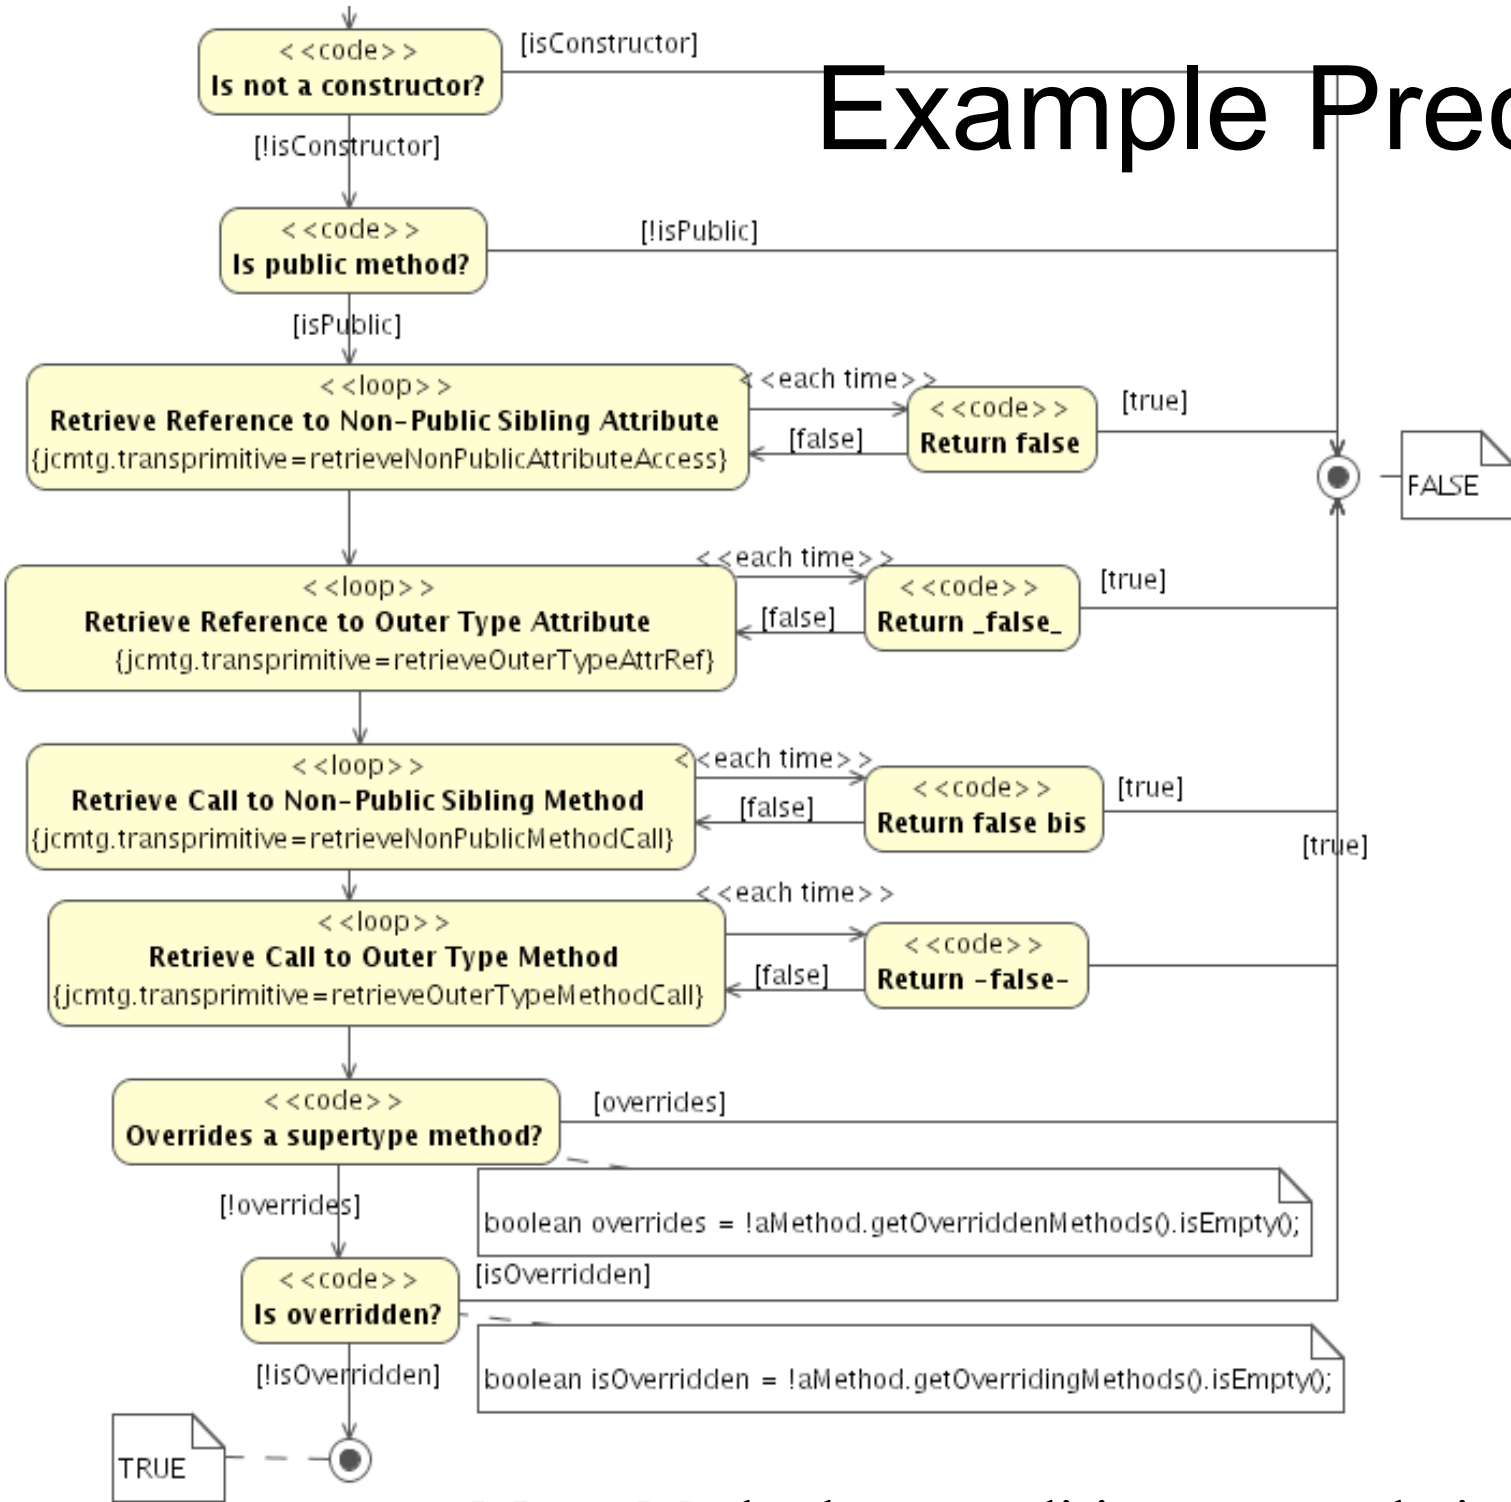 <<code>>
Is not a constructor?
[isConstructor]
Example
[!isConstructor]
<<code>>
Is public method?
[!isPublic]
[isPublic]
<<loop>>
Retrieve Reference to Non-Public Sibling Attribute
{jcmtg.transprimitive=retrieveNonPublicAttributeAccess}
<<each time>>
[false]
<<code>>
Return false
[true]
FALSE
<<loop>>
Retrieve Reference to Outer Type Attribute
{jcmtg.transprimitive=retrieveOuterTypeAttrRef}
<<each time>>
[false]
<<code>>
Return _false_
[true]
<<loop>>
Retrieve Call to Non-Public Sibling Method
{jcmtg.transprimitive=retrieveNonPublicMethodCall}
<<each time>>
[false]
<<code>>
Return false bis
[true]
[true]
<<loop>>
Retrieve Call to Outer Type Method
{jcmtg.transprimitive=retrieveOuterTypeMethodCall}
<<each time>>
[false]
<<code>>
Return -false-
<<code>>
Overrides a supertype method?
[overrides]
[!overrides]
boolean overrides = !aMethod.getOverriddenMethods().isEmpty();
<<code>>
Is overridden?
[isOverridden]
[!isOverridden]
boolean isOverridden = !aMethod.getOverridingMethods().isEmpty();
TRUE